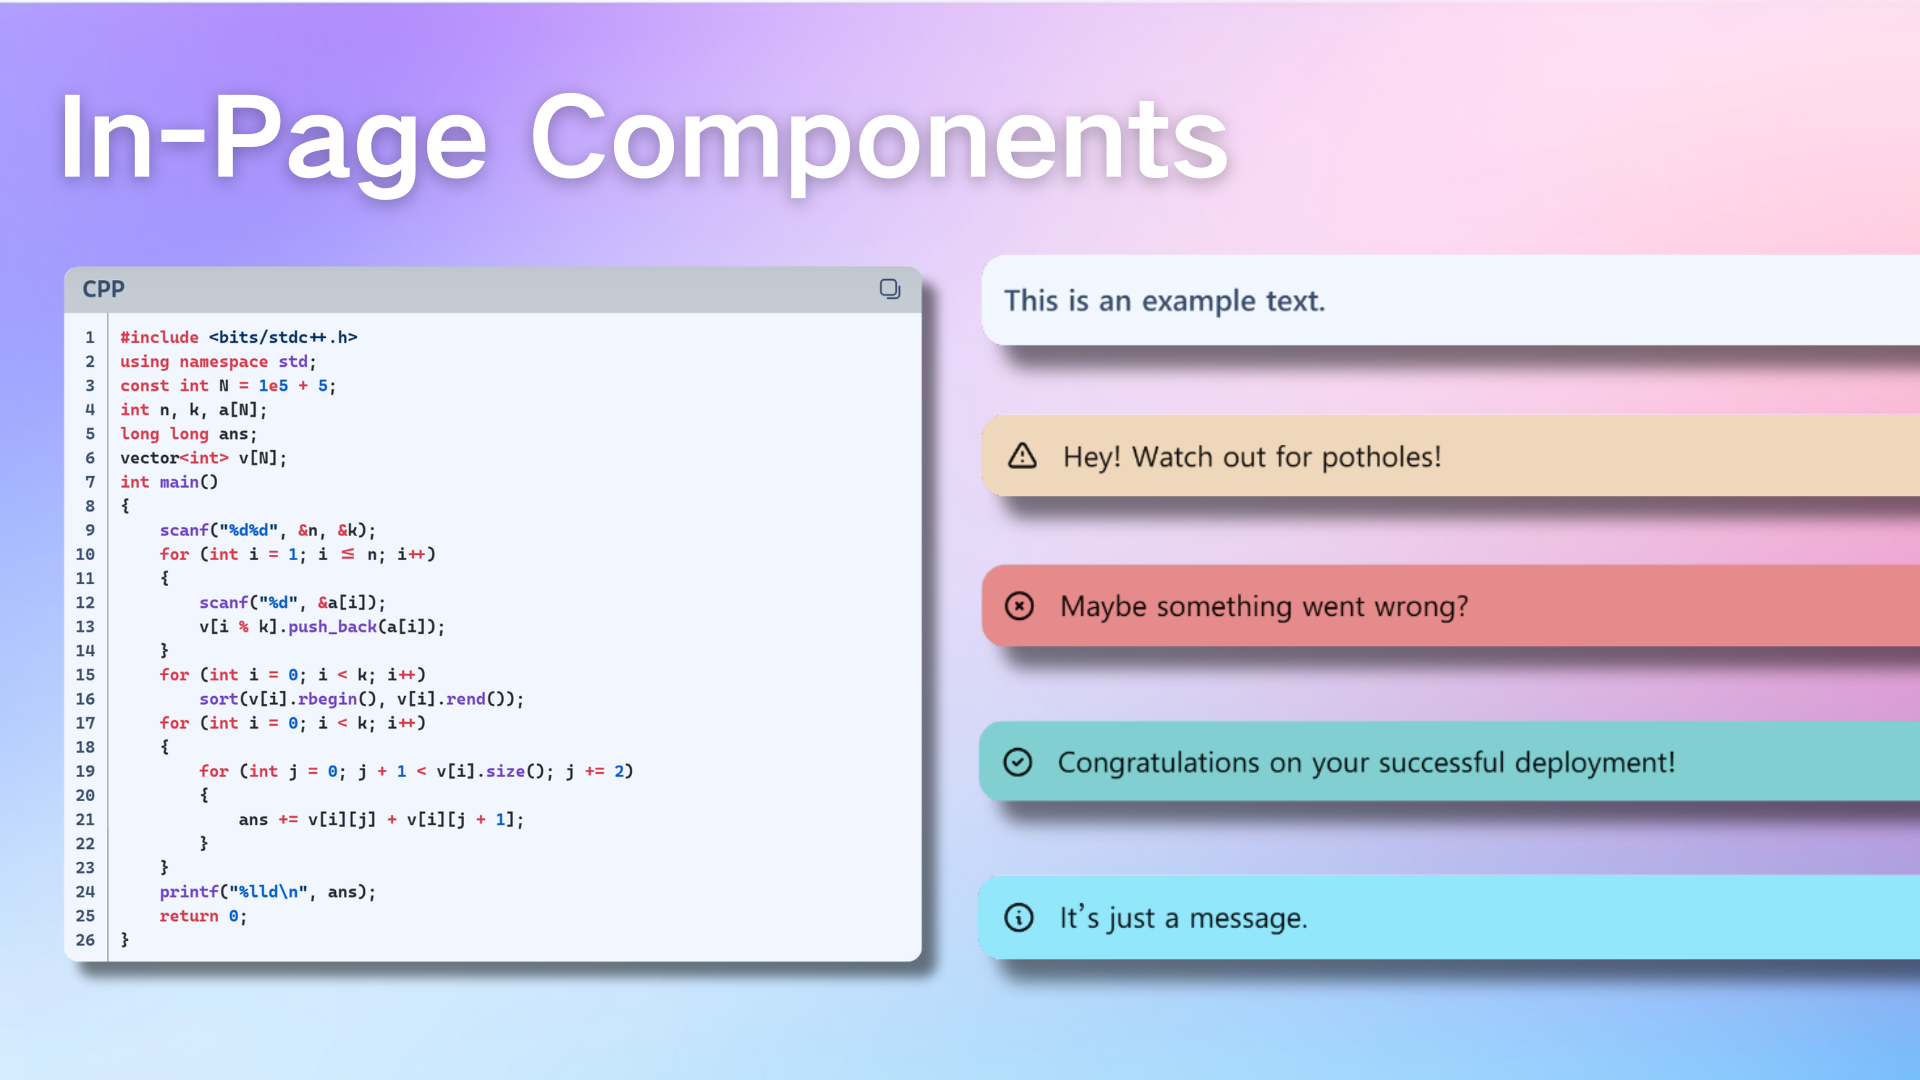 In-Page Components
CPP
1 #include <bits/stdc++.h>
2 using namespace std;
3 const int N = 1e5 + 5;
4 int n, k, a[N];
5 long long ans;
6 vector<int> v[N];
7 int main()
8 {
9     scanf("%d%d", &n, &k);
10     for (int i = 1; i ≤ n; i++)
11     {
12         scanf("%d", &a[i]);
13         v[i % k].push_back(a[i]);
14     }
15     for (int i = 0; i < k; i++)
16         sort(v[i].rbegin(), v[i].rend());
17     for (int i = 0; i < k; i++)
18     {
19         for (int j = 0; j + 1 < v[i].size(); j += 2)
20         {
21             ans += v[i][j] + v[i][j + 1];
22         }
23     }
24     printf("%lld\n", ans);
25     return 0;
26 }
This is an example text.
Hey! Watch out for potholes!
Maybe something went wrong?
Congratulations on your successful deployment!
It’s just a message.